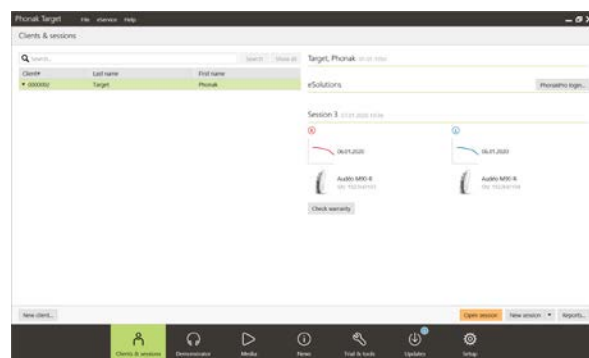 Phonak Target File eService Help
Clients & sessions
Search...
Search Show all
Client# Last name First name
0000002 Target Phonak
Target, Phonak
eSolutions
PhonakPro login...
Session 3
R L
06.01.2020 06.01.2020
Audéo M90-R Audéo M90-R
Check warranty
New client...
Open session New session Reports...
Clients & sessions Demonstrator Media News Trial & tools Updates Setup